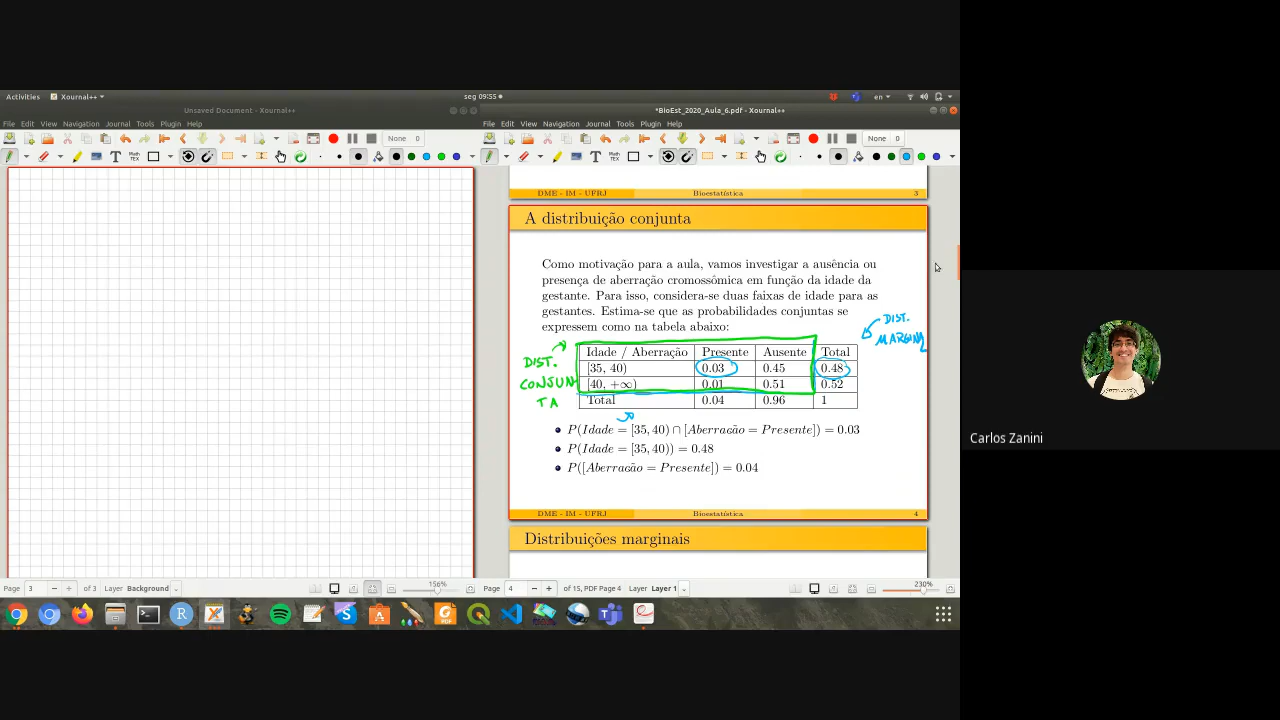 Activities Xournal++ seg 09:55 en
Unsaved Document - Xournal++
*BioEst_2020_Aula_6.pdf - Xournal++
File Edit View Navigation Journal Tools Plugin Help
File Edit View Navigation Journal Tools Plugin Help
None 0
None 0
DME - IM - UFRJ Bioestatística 3
A distribuição conjunta
Como motivação para a aula, vamos investigar a ausência ou
presença de aberração cromossômica em função da idade da
gestante. Para isso, considera-se duas faixas de idade para as
gestantes. Estima-se que as probabilidades conjuntas se
expressem como na tabela abaixo:
DIST.
MARGINAL
DIST.
CONJUN
TA
Idade / Aberração Presente Ausente Total
[35, 40) 0.03 0.45 0.48
[40, +∞) 0.01 0.51 0.52
Total 0.04 0.96 1
P(Idade = [35, 40) ∩ [Aberração = Presente]) = 0.03
P(Idade = [35, 40)) = 0.48
P([Aberração = Presente]) = 0.04
DME - IM - UFRJ Bioestatística 4
Distribuições marginais
Page 3 of 3 Layer Background 156%
Page 4 of 15, PDF Page 4 Layer Layer 1 230%
Carlos Zanini